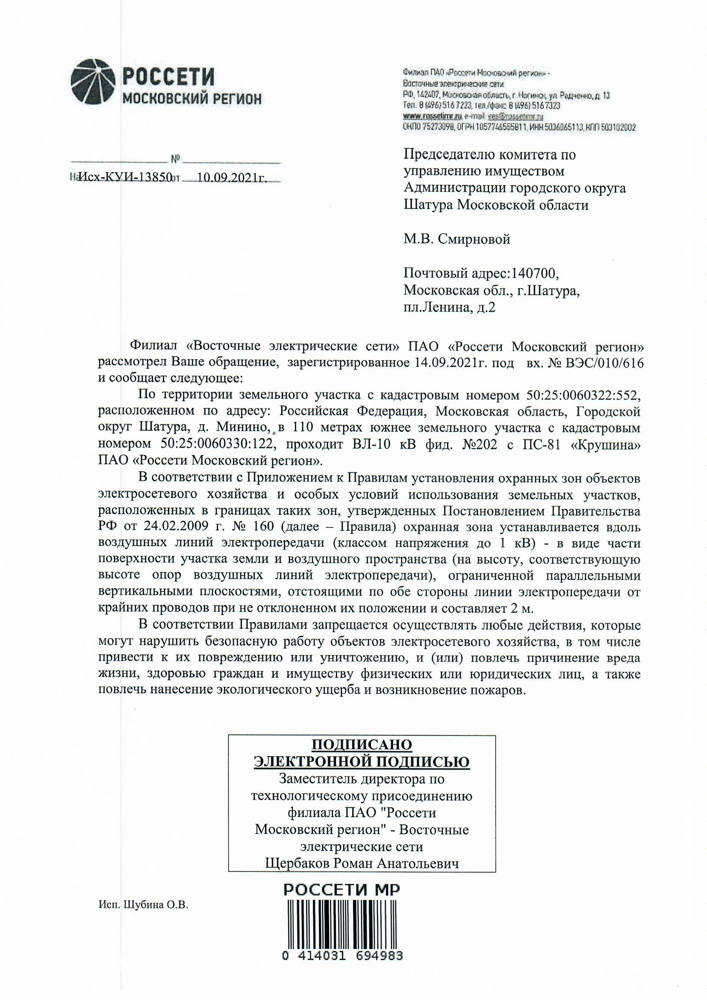 РОССЕТИ
МОСКОВСКИЙ РЕГИОН
Филиал ПАО «Россети Московский регион» -
Восточные электрические сети
РФ, 142407, Московская область, г. Ногинск, ул. Радченко, д. 13
Тел. 8 (496) 516 7223, тел./факс: 8 (496) 516 7323
www.rossetimr.ru, e-mail: ves@rossetimr.ru
ОКПО 75273098, ОГРН 1057746555811, ИНН 5036065113, КПП 503102002
№
На Исх-КУИ-13850 от 10.09.2021г.
Председателю комитета по
управлению имуществом
Администрации городского округа
Шатура Московской области
М.В. Смирновой
Почтовый адрес:140700,
Московская обл., г.Шатура,
пл.Ленина, д.2
Филиал «Восточные электрические сети» ПАО «Россети Московский регион»
рассмотрел Ваше обращение, зарегистрированное 14.09.2021г. под вх. № ВЭС/010/616
и сообщает следующее:
По территории земельного участка с кадастровым номером 50:25:0060322:552,
расположенном по адресу: Российская Федерация, Московская область, Городской
округ Шатура, д. Минино, в 110 метрах южнее земельного участка с кадастровым
номером 50:25:0060330:122, проходит ВЛ-10 кВ фид. №202 с ПС-81 «Крушина»
ПАО «Россети Московский регион».
В соответствии с Приложением к Правилам установления охранных зон объектов
электросетевого хозяйства и особых условий использования земельных участков,
расположенных в границах таких зон, утвержденных Постановлением Правительства
РФ от 24.02.2009 г. № 160 (далее – Правила) охранная зона устанавливается вдоль
воздушных линий электропередачи (классом напряжения до 1 кВ) - в виде части
поверхности участка земли и воздушного пространства (на высоту, соответствующую
высоте опор воздушных линий электропередачи), ограниченной параллельными
вертикальными плоскостями, отстоящими по обе стороны линии электропередачи от
крайних проводов при не отклоненном их положении и составляет 2 м.
В соответствии Правилами запрещается осуществлять любые действия, которые
могут нарушить безопасную работу объектов электросетевого хозяйства, в том числе
привести к их повреждению или уничтожению, и (или) повлечь причинение вреда
жизни, здоровью граждан и имуществу физических или юридических лиц, а также
повлечь нанесение экологического ущерба и возникновение пожаров.
ПОДПИСАНО
ЭЛЕКТРОННОЙ ПОДПИСЬЮ
Заместитель директора по
технологическому присоединению
филиала ПАО "Россети
Московский регион" - Восточные
электрические сети
Щербаков Роман Анатольевич
РОССЕТИ МР
Исп. Шубина О.В.
0 414031 694983